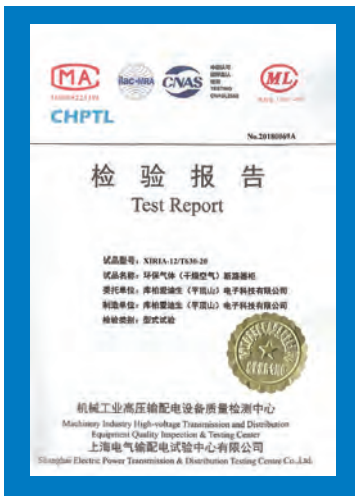 MA
ilac-MRA
CNAS
ML
CHPTL
No.2018006SA
检 验 报 告
Test Report
试品型号：XIRIA-12/T630-20
试品名称：环保气体（干燥空气）断路器柜
委托单位：库柏爱迪生（平顶山）电子科技有限公司
制造单位：库柏爱迪生（平顶山）电子科技有限公司
检验类别：型式试验
机械工业高压输配电设备质量检测中心
Machinery Industry High-voltage Transmission and Distribution
Equipment Quality Inspection & Testing Center
上海电气输配电试验中心有限公司
Shanghai Electric Power Transmission & Distribution Testing Centre Co.,Ltd.